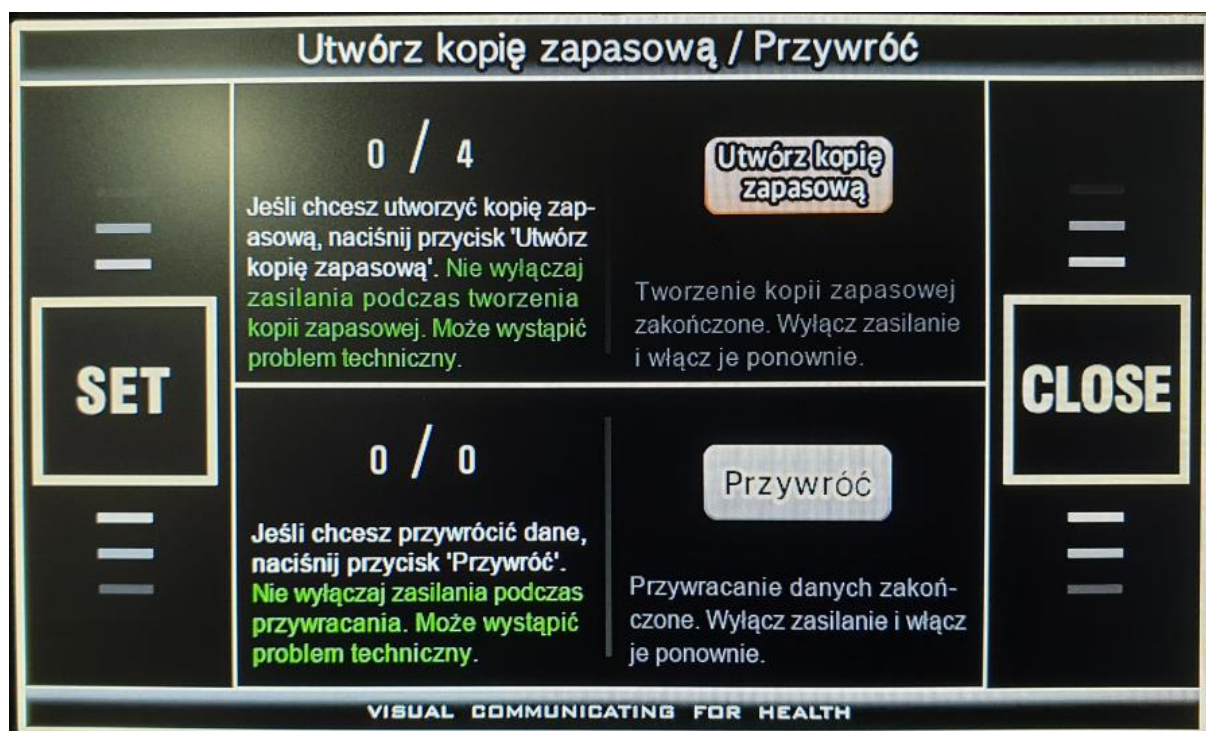 Utwórz kopię zapasową / Przywróć
0 / 4
Jeśli chcesz utworzyć kopię zap-
asową, naciśnij przycisk 'Utwórz
kopię zapasową'. Nie wyłączaj
zasilania podczas tworzenia
kopii zapasowej. Może wystąpić
problem techniczny.
Utwórz kopię
zapasową
Tworzenie kopii zapasowej
zakończone. Wyłącz zasilanie
i włącz je ponownie.
SET
CLOSE
0 / 0
Jeśli chcesz przywrócić dane,
naciśnij przycisk 'Przywróć'.
Nie wyłączaj zasilania podczas
przywracania. Może wystąpić
problem techniczny.
Przywróć
Przywracanie danych zakoń-
czone. Wyłącz zasilanie i włącz
je ponownie.
VISUAL COMMUNICATING FOR HEALTH